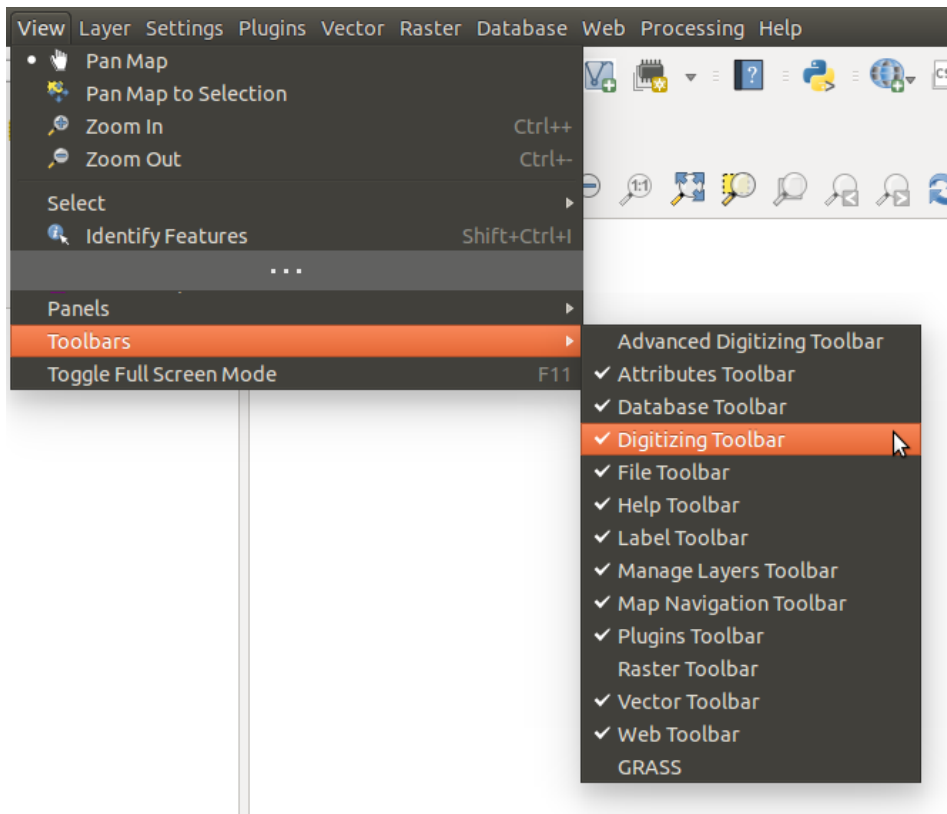 View Layer Settings Plugins Vector Raster Database Web Processing Help
Pan Map
Pan Map to Selection
Zoom In Ctrl++
Zoom Out Ctrl+-
Select
Identify Features Shift+Ctrl+I
...
Panels
Toolbars
Toggle Full Screen Mode F11
?
1:1
Advanced Digitizing Toolbar
Attributes Toolbar
Database Toolbar
Digitizing Toolbar
File Toolbar
Help Toolbar
Label Toolbar
Manage Layers Toolbar
Map Navigation Toolbar
Plugins Toolbar
Raster Toolbar
Vector Toolbar
Web Toolbar
GRASS